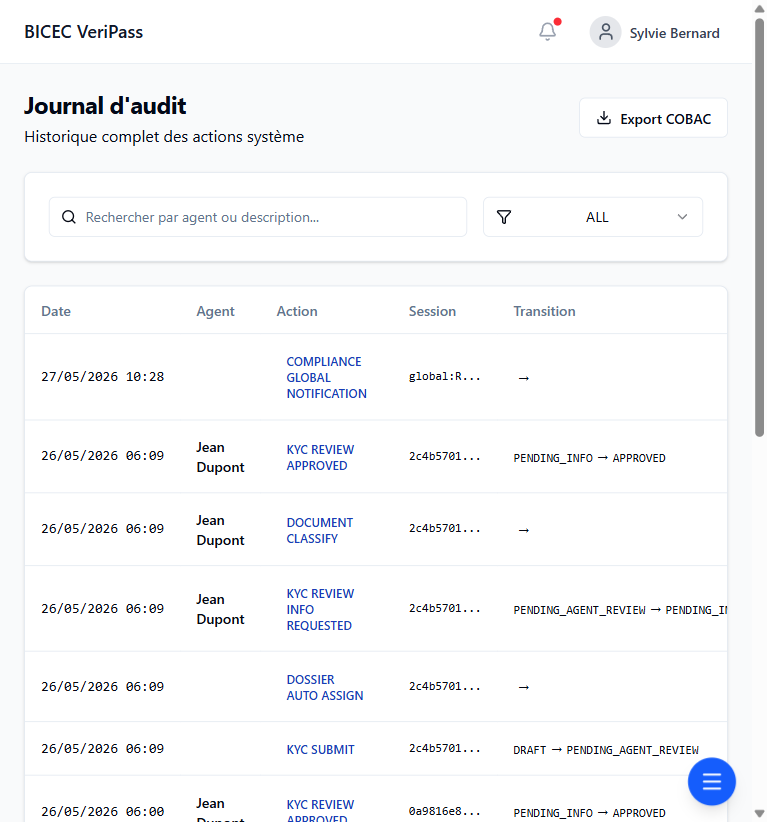 BICEC VeriPass
Sylvie Bernard
Journal d'audit
Historique complet des actions système
Export COBAC
Rechercher par agent ou description...
ALL
Date Agent Action Session Transition
27/05/2026 10:28 COMPLIANCE GLOBAL NOTIFICATION global:R... →
26/05/2026 06:09 Jean Dupont KYC REVIEW APPROVED 2c4b5701... PENDING_INFO → APPROVED
26/05/2026 06:09 Jean Dupont DOCUMENT CLASSIFY 2c4b5701... →
26/05/2026 06:09 Jean Dupont KYC REVIEW INFO REQUESTED 2c4b5701... PENDING_AGENT_REVIEW → PENDING_IN
26/05/2026 06:09 DOSSIER AUTO ASSIGN 2c4b5701... →
26/05/2026 06:09 KYC SUBMIT 2c4b5701... DRAFT → PENDING_AGENT_REVIEW
26/05/2026 06:00 Jean Dupont KYC REVIEW APPROVED 0a9816e8... PENDING_INFO → APPROVED